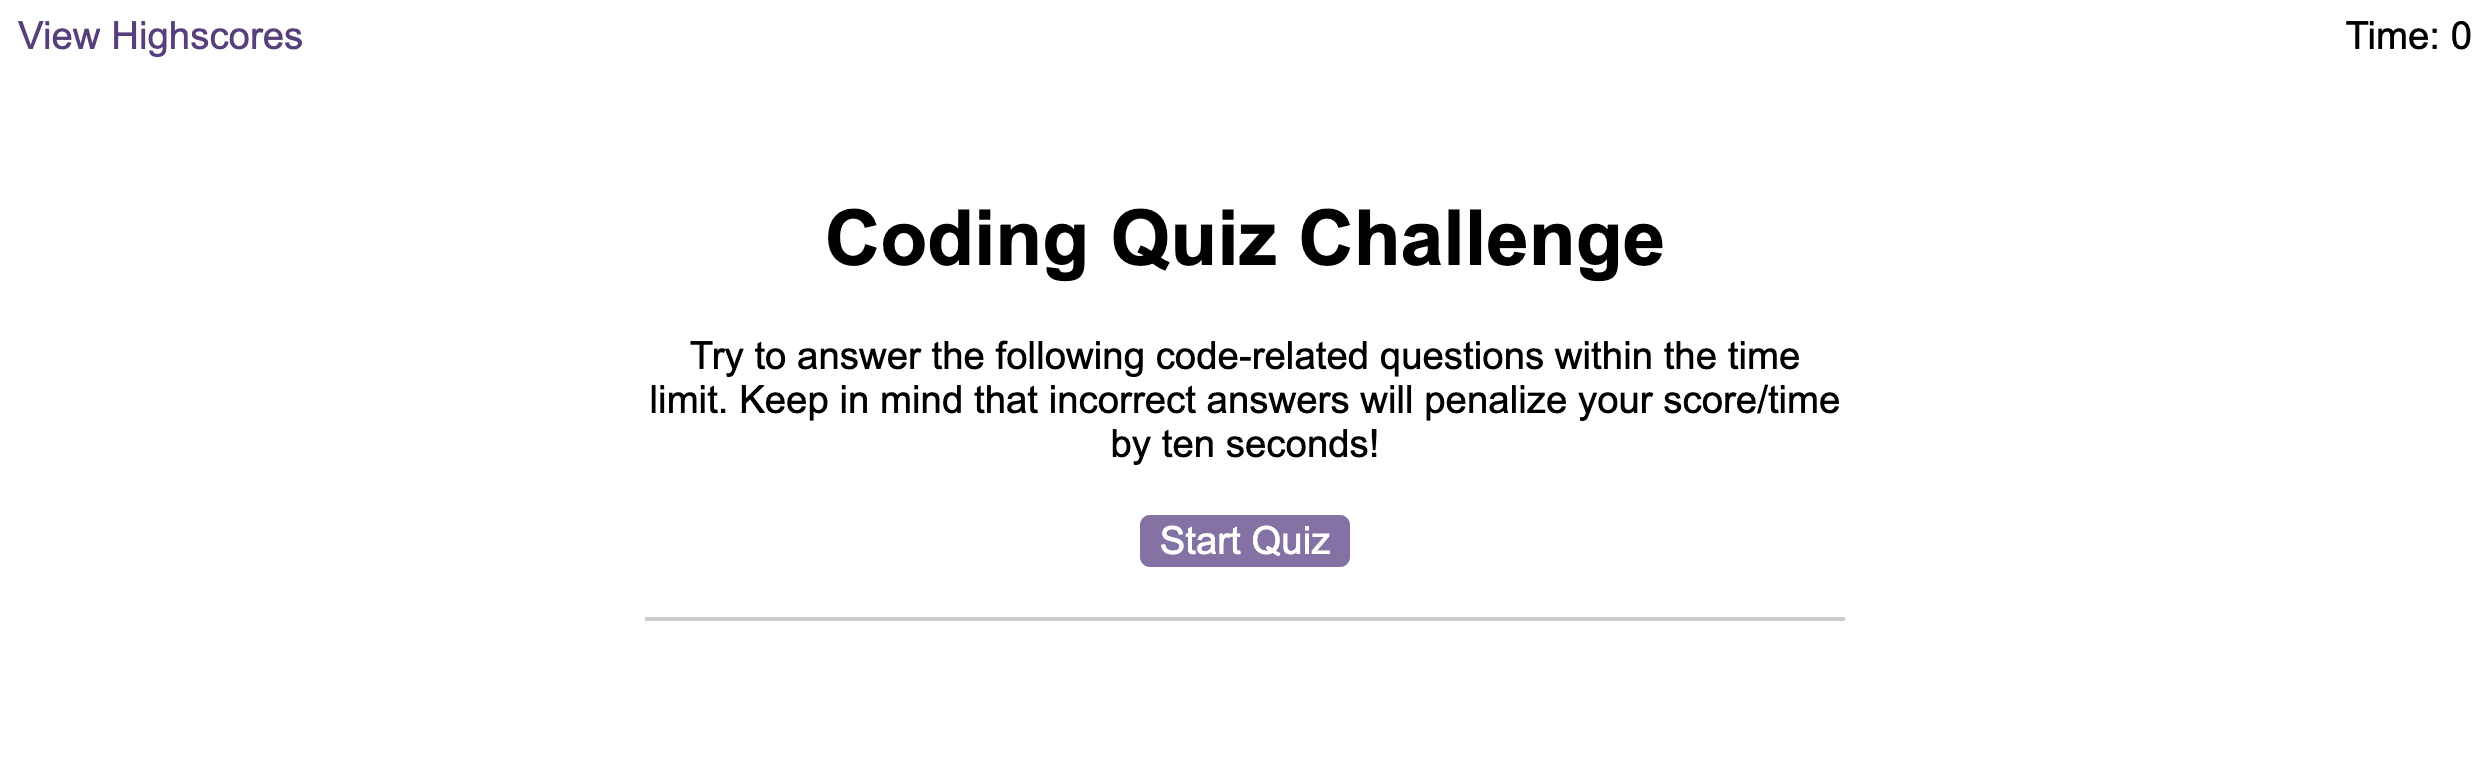 View Highscores
Time: 0
Coding Quiz Challenge
Try to answer the following code-related questions within the time
limit. Keep in mind that incorrect answers will penalize your score/time
by ten seconds!
Start Quiz